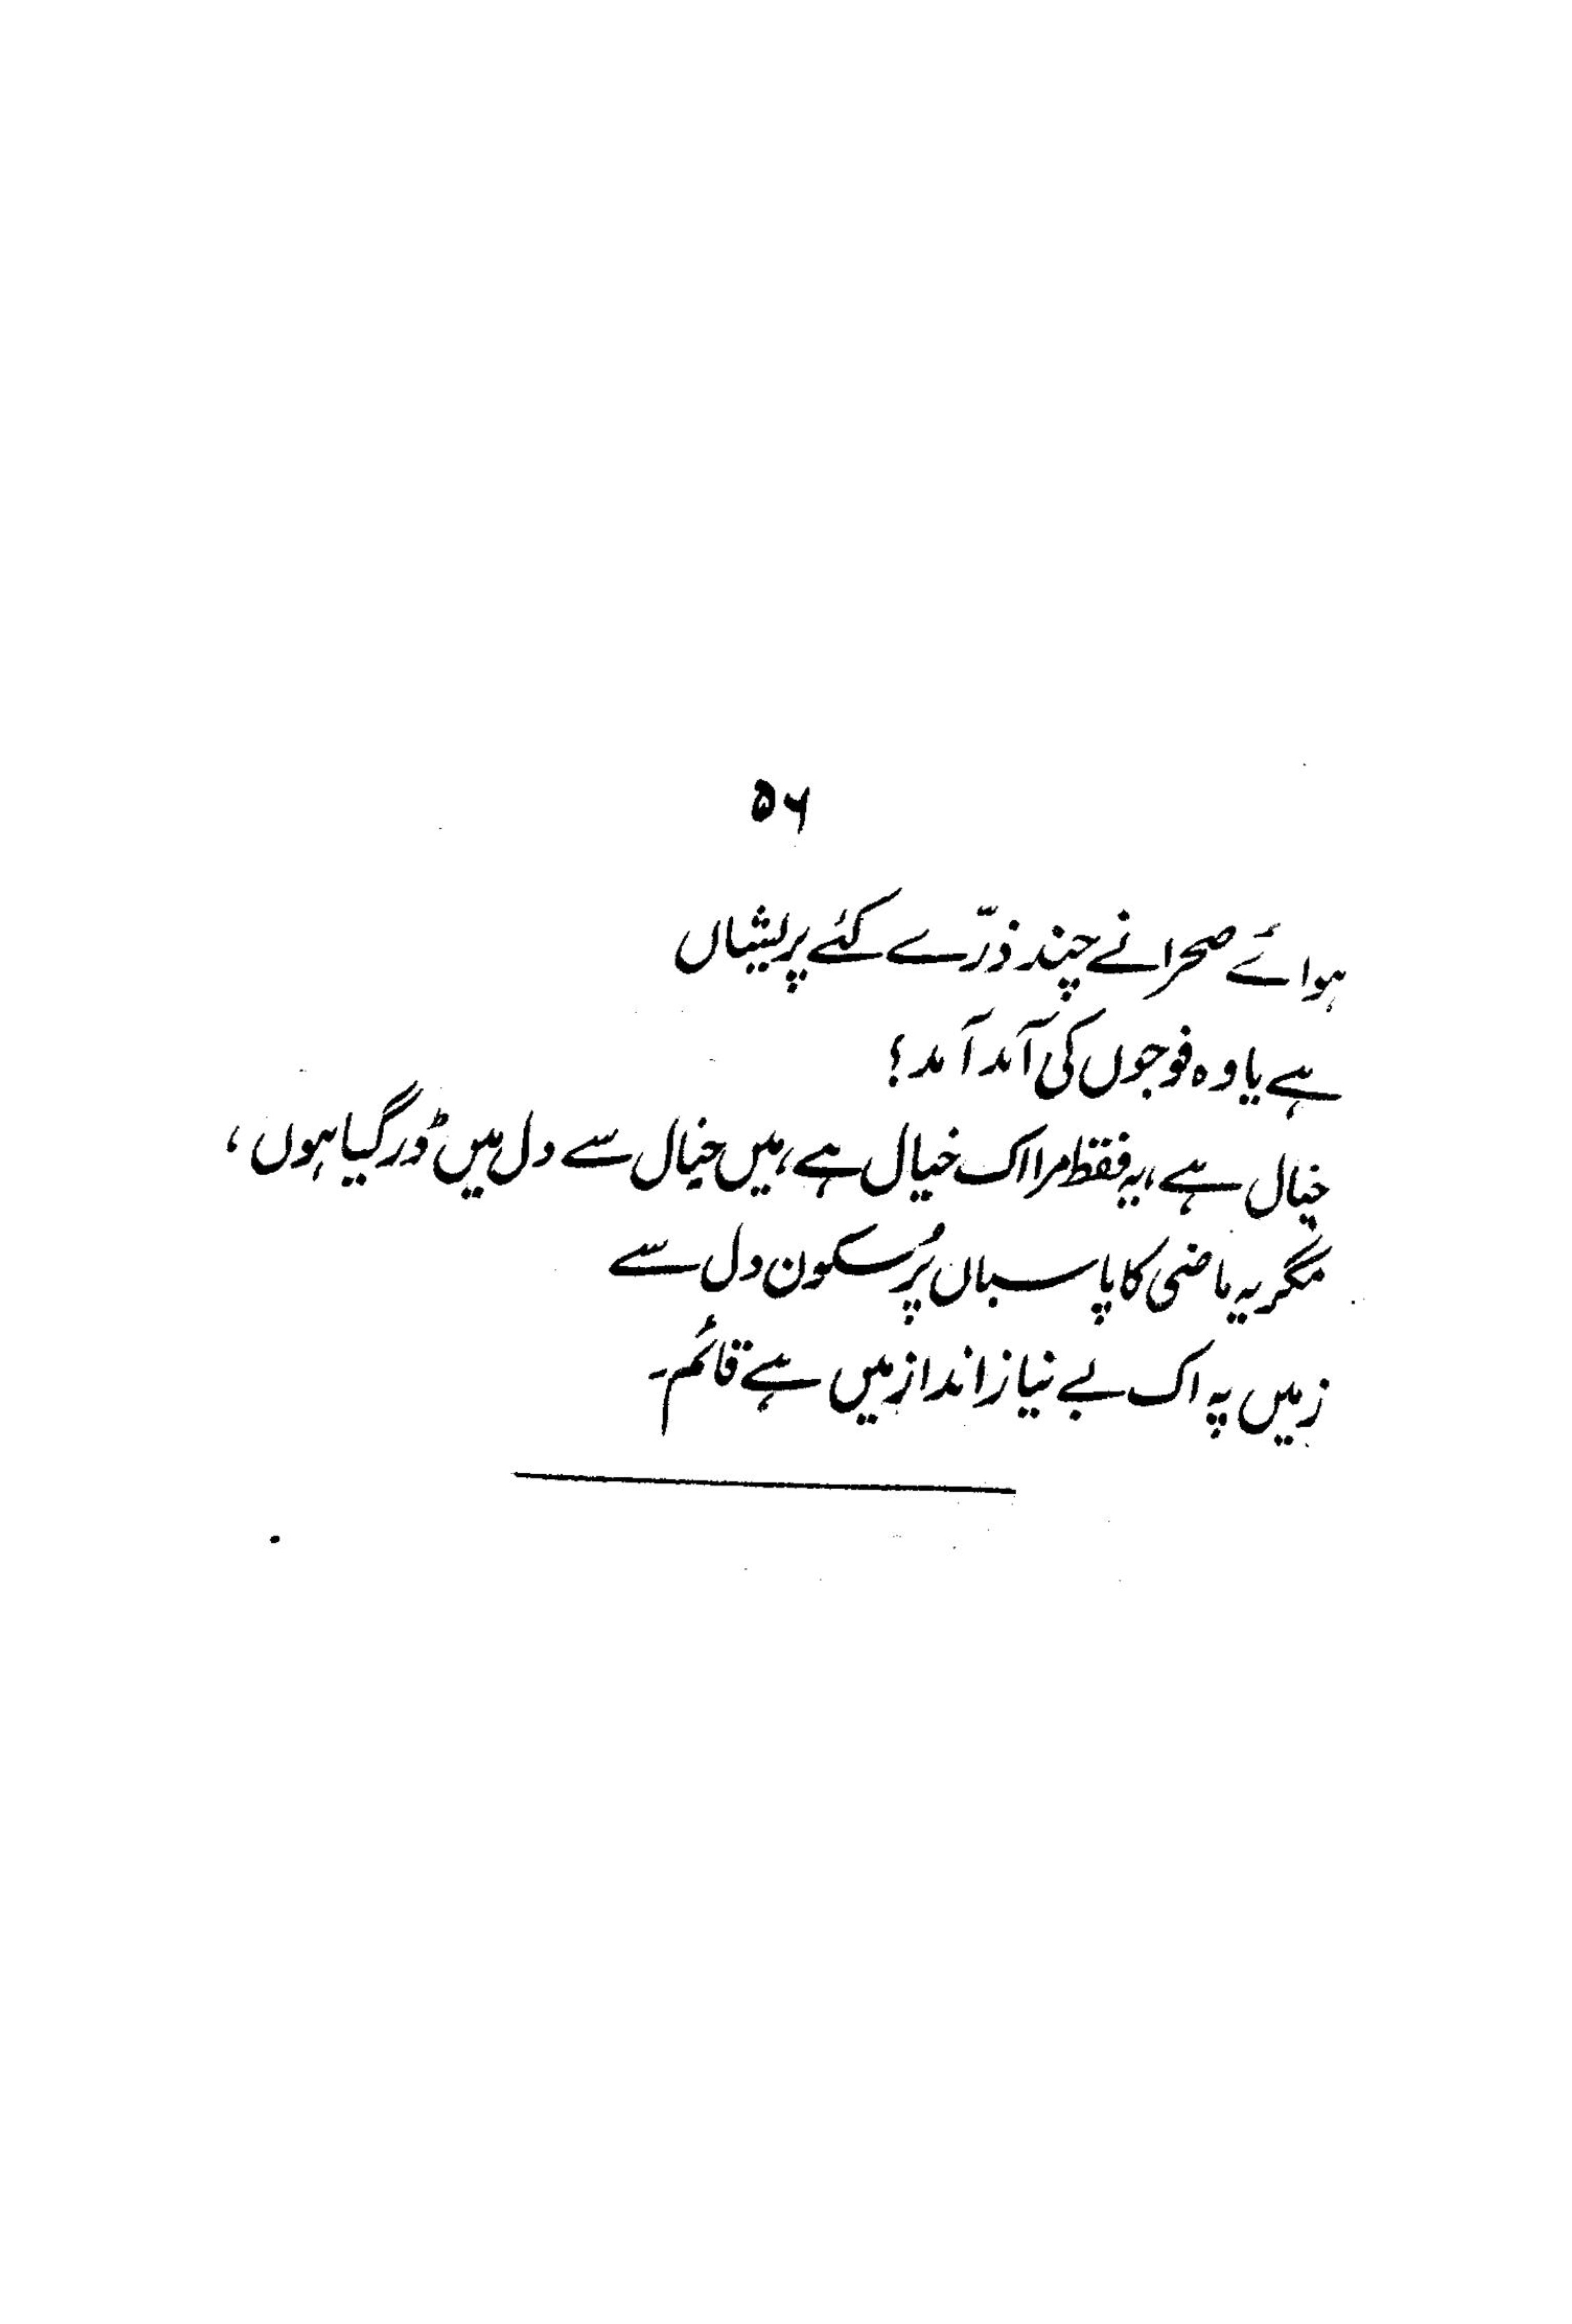 ۵۶
ہوائے صحرا نے چند ذرّے کئے پریشاں
ہے یا وہ فوجوں کی آمد آمد؟
خیال ہے، یہ فقط مرا اک خیال ہے، میں خیال سے دل میں ڈر گیا ہوں،
مگر یہ ماضی کا پاسباں پُرسکون دل سے
زمیں پہ اک بے نیاز انداز میں ہے قائم۔